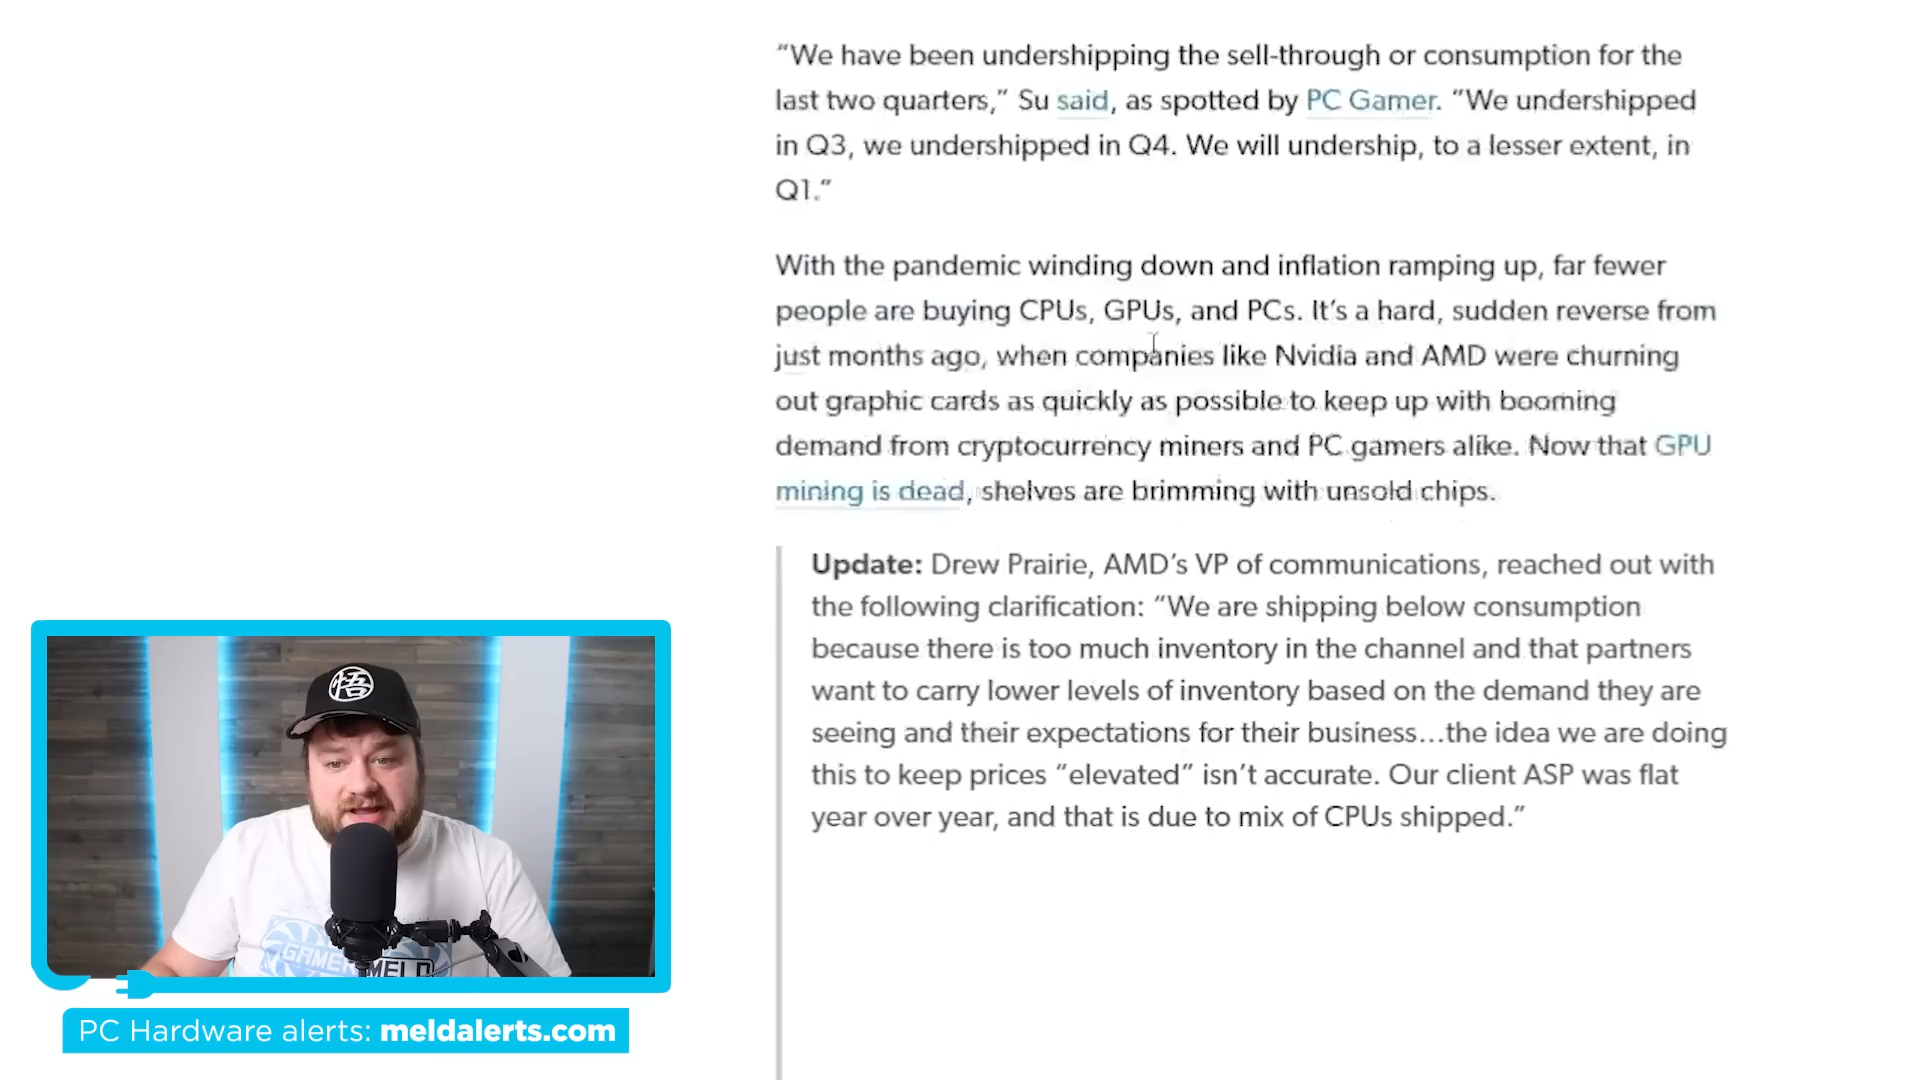 “We have been undershipping the sell-through or consumption for the
last two quarters,” Su said, as spotted by PC Gamer. “We undershipped
in Q3, we undershipped in Q4. We will undership, to a lesser extent, in
Q1.”
With the pandemic winding down and inflation ramping up, far fewer
people are buying CPUs, GPUs, and PCs. It’s a hard, sudden reverse from
just months ago, when companies like Nvidia and AMD were churning
out graphic cards as quickly as possible to keep up with booming
demand from cryptocurrency miners and PC gamers alike. Now that GPU
mining is dead, shelves are brimming with unsold chips.
Update: Drew Prairie, AMD’s VP of communications, reached out with
the following clarification: “We are shipping below consumption
because there is too much inventory in the channel and that partners
want to carry lower levels of inventory based on the demand they are
seeing and their expectations for their business…the idea we are doing
this to keep prices “elevated” isn’t accurate. Our client ASP was flat
year over year, and that is due to mix of CPUs shipped.”
悟
GAMER MELD
PC Hardware alerts: meldalerts.com